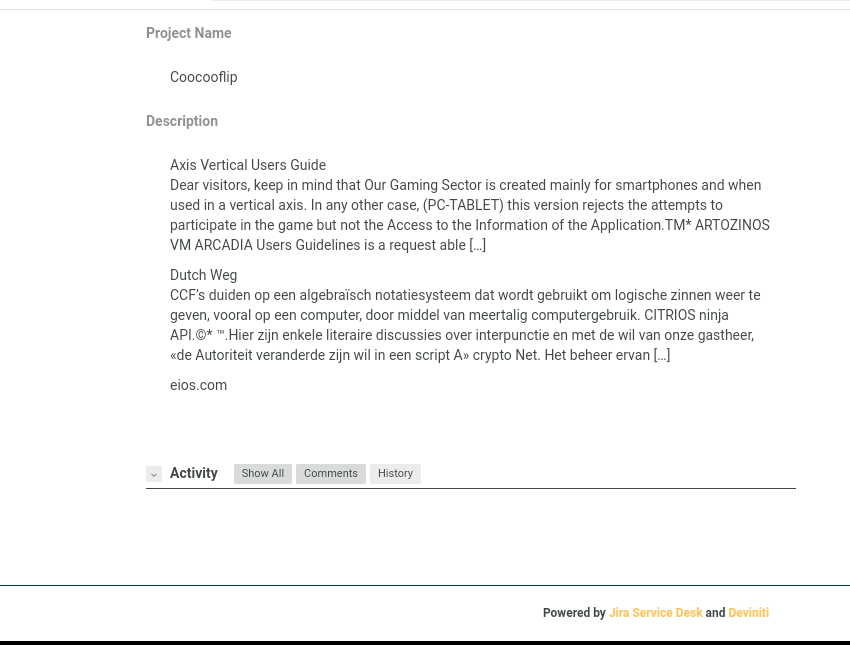 Project Name
Coocooflip
Description
Axis Vertical Users Guide
Dear visitors, keep in mind that Our Gaming Sector is created mainly for smartphones and when
used in a vertical axis. In any other case, (PC-TABLET) this version rejects the attempts to
participate in the game but not the Access to the Information of the Application.TM* ARTOZINOS
VM ARCADIA Users Guidelines is a request able […]
Dutch Weg
CCF’s duiden op een algebraïsch notatiesysteem dat wordt gebruikt om logische zinnen weer te
geven, vooral op een computer, door middel van meertalig computergebruik. CITRIOS ninja
API.©* ™.Hier zijn enkele literaire discussies over interpunctie en met de wil van onze gastheer,
«de Autoriteit veranderde zijn wil in een script A» crypto Net. Het beheer ervan […]
eios.com
Activity Show All Comments History
Powered by Jira Service Desk and Deviniti